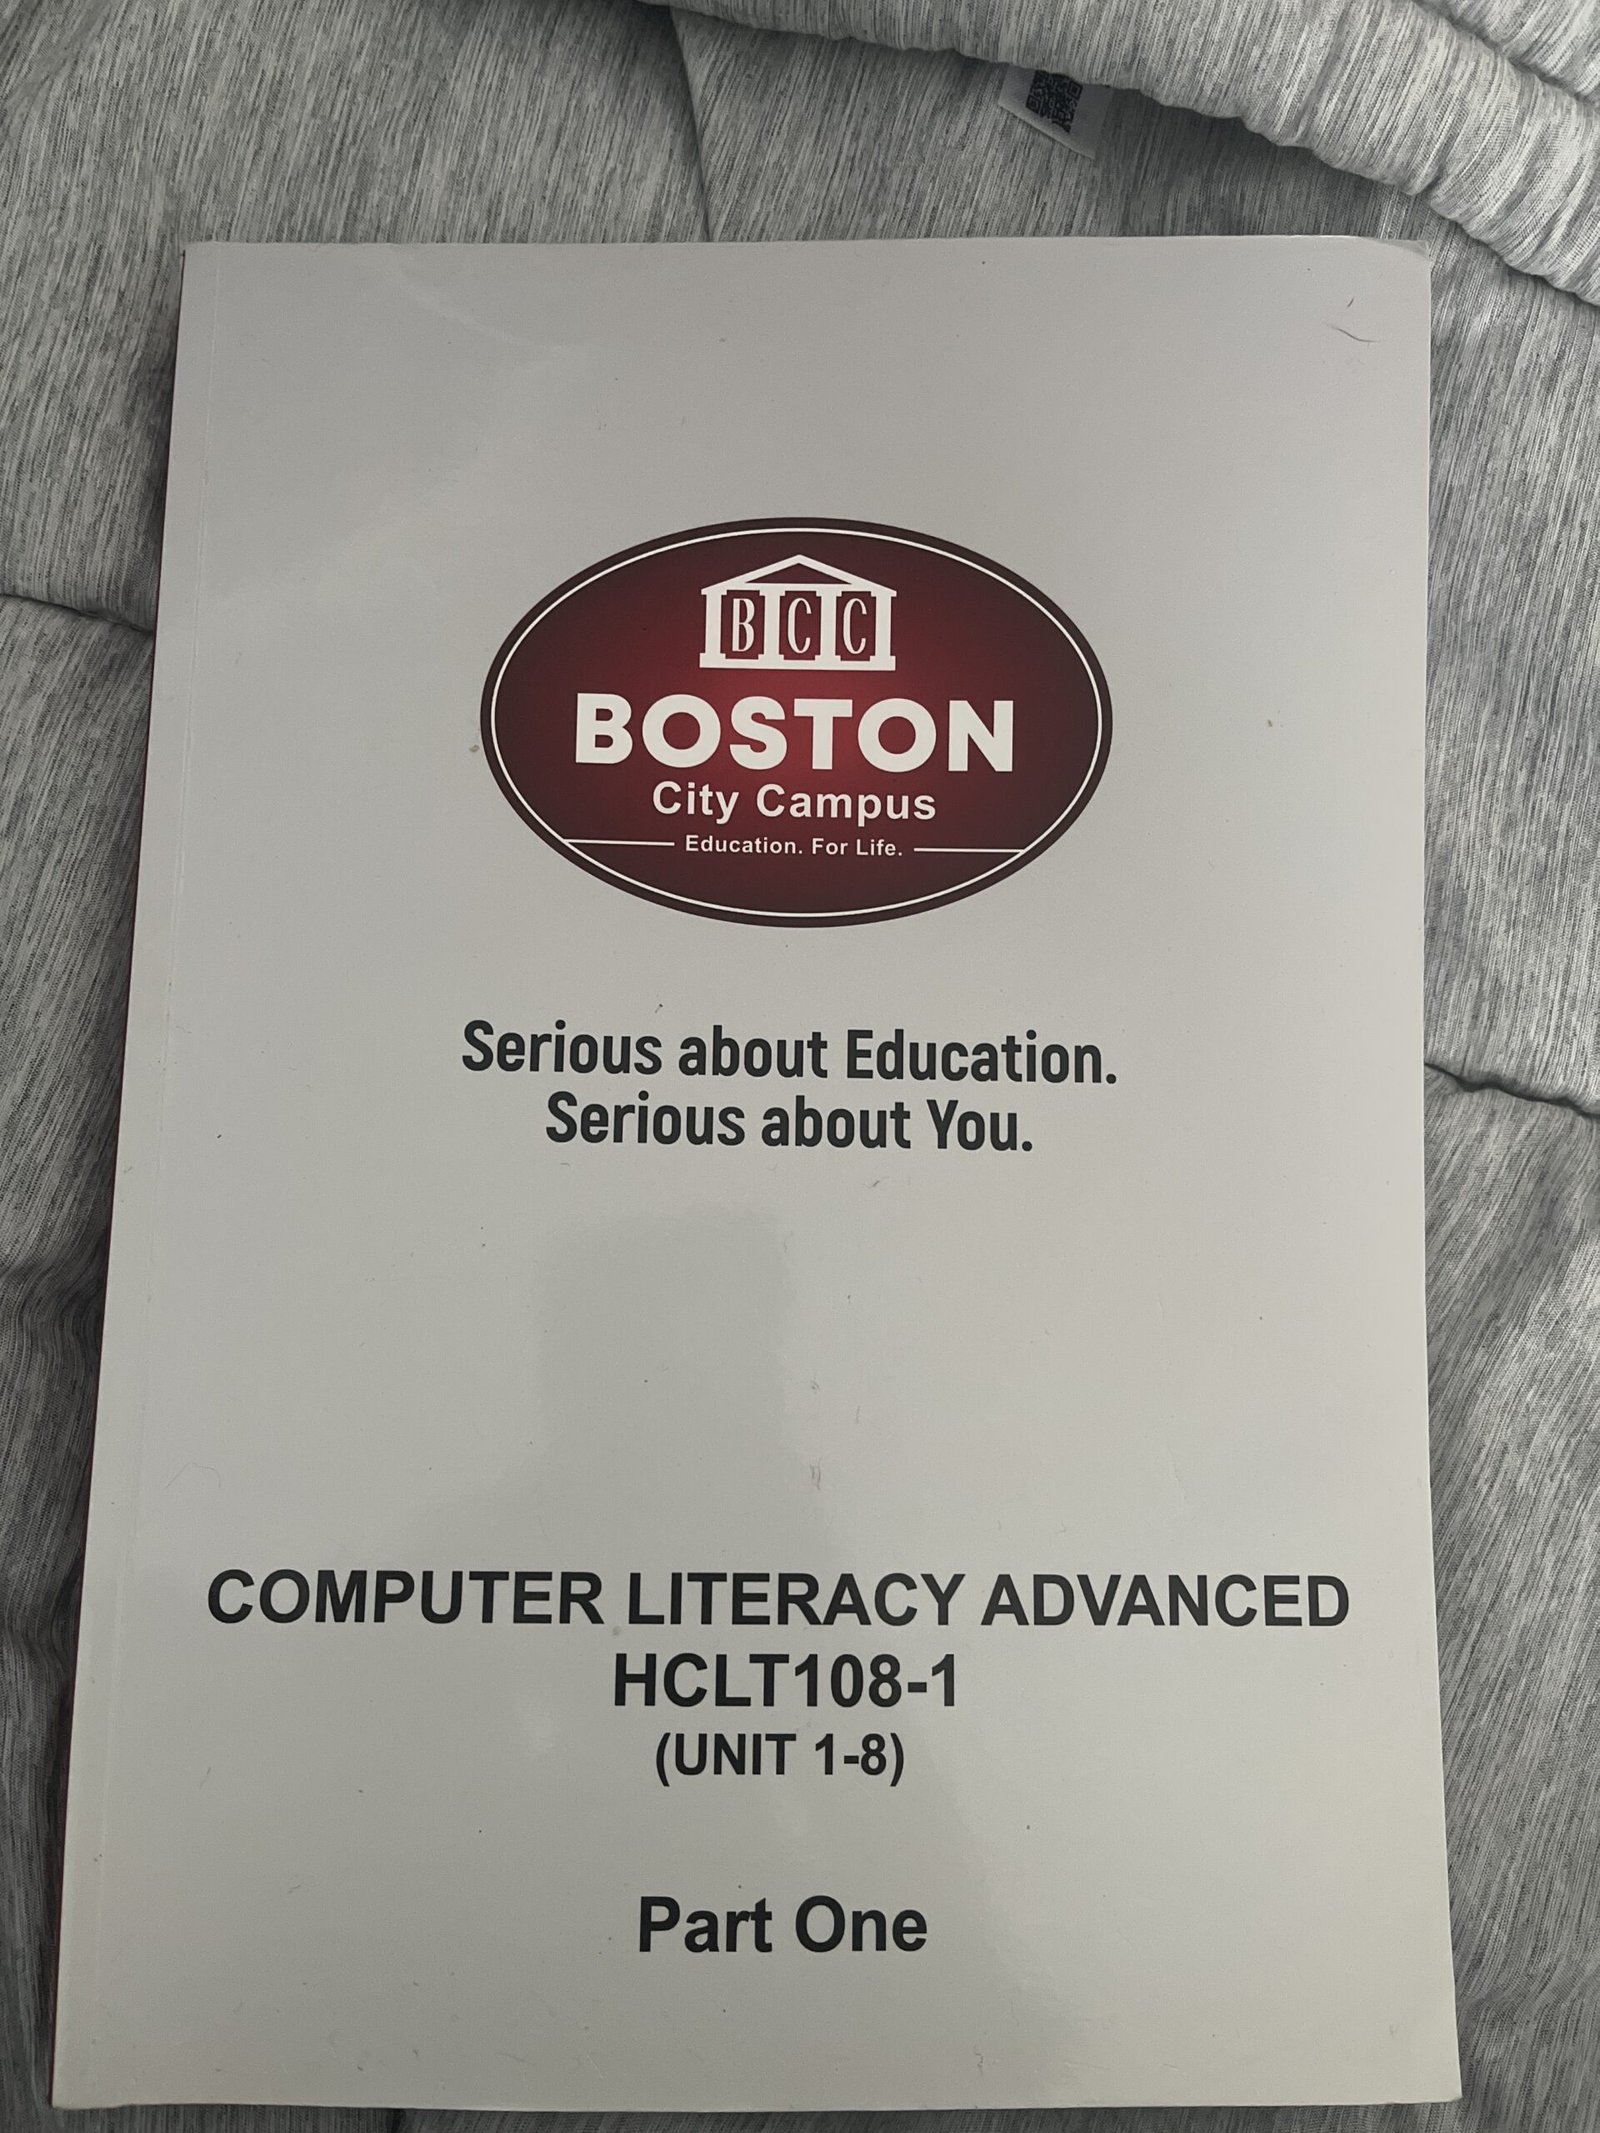 BCC
BOSTON
City Campus
Education. For Life.
Serious about Education.
Serious about You.
COMPUTER LITERACY ADVANCED
HCLT108-1
(UNIT 1-8)
Part One